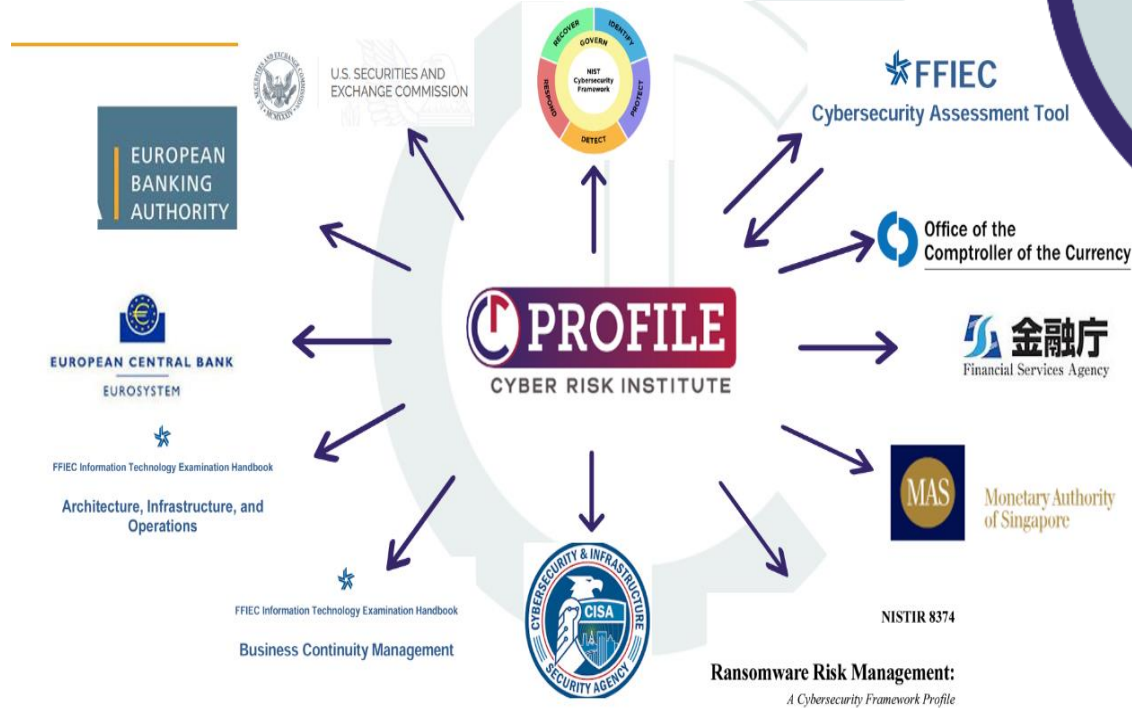 U.S. SECURITIES AND
EXCHANGE COMMISSION
RECOVER
IDENTIFY
GOVERN
NIST
Cybersecurity
Framework
RESPOND
PROTECT
DETECT
FFIEC
Cybersecurity Assessment Tool
EUROPEAN
BANKING
AUTHORITY
Office of the
Comptroller of the Currency
PROFILE
CYBER RISK INSTITUTE
EUROPEAN CENTRAL BANK
EUROSYSTEM
金融庁
Financial Services Agency
FFIEC Information Technology Examination Handbook
Architecture, Infrastructure, and
Operations
MAS
Monetary Authority
of Singapore
FFIEC Information Technology Examination Handbook
Business Continuity Management
CYBERSECURITY & INFRASTRUCTURE
CISA
SECURITY AGENCY
NISTIR 8374
Ransomware Risk Management:
A Cybersecurity Framework Profile